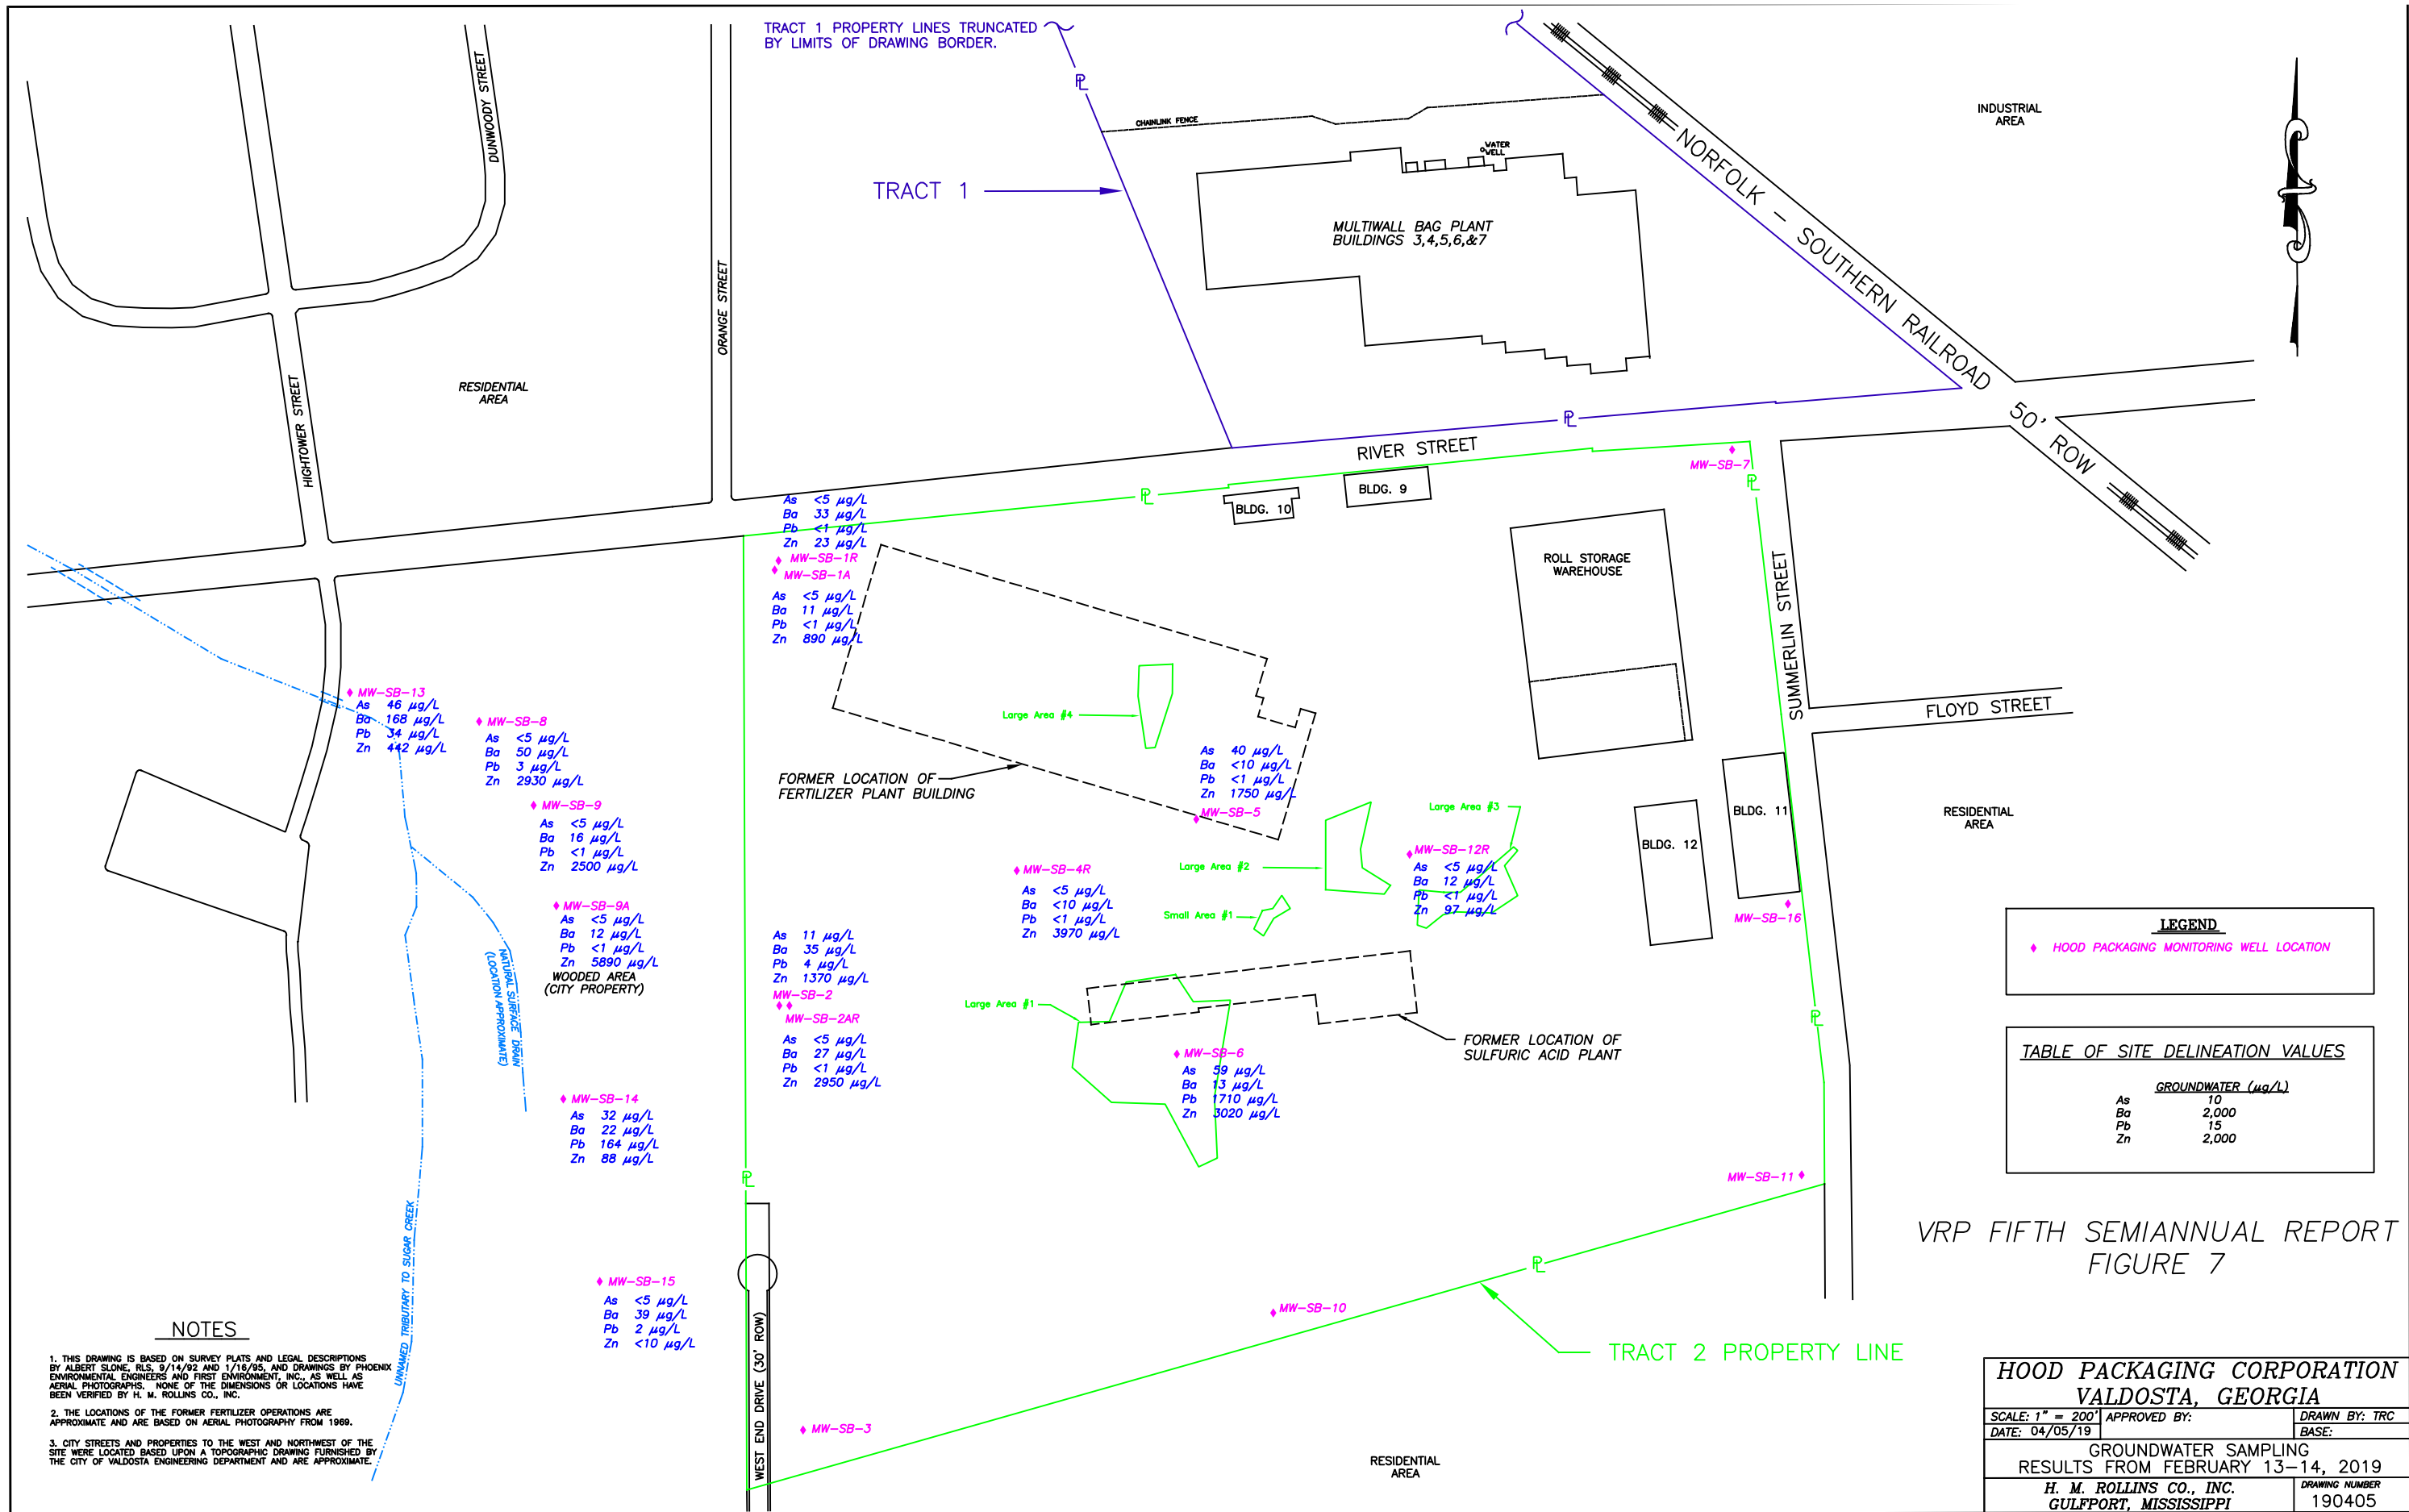 TRACT 1 PROPERTY LINES TRUNCATED
BY LIMITS OF DRAWING BORDER.
PL
DUNWOODY STREET
CHAINLINK FENCE
WATER
WELL
INDUSTRIAL
AREA
TRACT 1
MULTIWALL BAG PLANT
BUILDINGS 3,4,5,6,&7
NORFOLK - SOUTHERN RAILROAD
50' ROW
ORANGE STREET
HIGHTOWER STREET
RESIDENTIAL
AREA
PL
RIVER STREET
MW-SB-7
PL
PL
BLDG. 9
BLDG. 10
As <5 µg/L
Ba 33 µg/L
Pb <1 µg/L
Zn 23 µg/L
MW-SB-1R
MW-SB-1A
As <5 µg/L
Ba 11 µg/L
Pb <1 µg/L
Zn 890 µg/L
ROLL STORAGE
WAREHOUSE
SUMMERLIN STREET
FLOYD STREET
MW-SB-13
As 46 µg/L
Ba 168 µg/L
Pb 34 µg/L
Zn 442 µg/L
MW-SB-8
As <5 µg/L
Ba 50 µg/L
Pb 3 µg/L
Zn 2930 µg/L
Large Area #4
FORMER LOCATION OF
FERTILIZER PLANT BUILDING
As 40 µg/L
Ba <10 µg/L
Pb <1 µg/L
Zn 1750 µg/L
MW-SB-5
MW-SB-9
As <5 µg/L
Ba 16 µg/L
Pb <1 µg/L
Zn 2500 µg/L
Large Area #3
Large Area #2
MW-SB-12R
As <5 µg/L
Ba 12 µg/L
Pb <1 µg/L
Zn 97 µg/L
BLDG. 11
BLDG. 12
RESIDENTIAL
AREA
MW-SB-4R
As <5 µg/L
Ba <10 µg/L
Pb <1 µg/L
Zn 3970 µg/L
Small Area #1
MW-SB-16
MW-SB-9A
As <5 µg/L
Ba 12 µg/L
Pb <1 µg/L
Zn 5890 µg/L
WOODED AREA
(CITY PROPERTY)
NATURAL SURFACE DRAIN
(LOCATION APPROXIMATE)
As 11 µg/L
Ba 35 µg/L
Pb 4 µg/L
Zn 1370 µg/L
MW-SB-2
MW-SB-2AR
As <5 µg/L
Ba 27 µg/L
Pb <1 µg/L
Zn 2950 µg/L
Large Area #1
FORMER LOCATION OF
SULFURIC ACID PLANT
PL
MW-SB-6
As 59 µg/L
Ba 13 µg/L
Pb 1710 µg/L
Zn 3020 µg/L
LEGEND
HOOD PACKAGING MONITORING WELL LOCATION
TABLE OF SITE DELINEATION VALUES
GROUNDWATER (µg/L)
As 10
Ba 2,000
Pb 15
Zn 2,000
MW-SB-14
As 32 µg/L
Ba 22 µg/L
Pb 164 µg/L
Zn 88 µg/L
PL
MW-SB-11
UNNAMED TRIBUTARY TO SUGAR CREEK
MW-SB-15
As <5 µg/L
Ba 39 µg/L
Pb 2 µg/L
Zn <10 µg/L
WEST END DRIVE (30' ROW)
PL
MW-SB-10
TRACT 2 PROPERTY LINE
MW-SB-3
RESIDENTIAL
AREA
VRP FIFTH SEMIANNUAL REPORT
FIGURE 7
NOTES
1. THIS DRAWING IS BASED ON SURVEY PLATS AND LEGAL DESCRIPTIONS
BY ALBERT SLONE, RLS, 9/14/92 AND 1/16/95, AND DRAWINGS BY PHOENIX
ENVIRONMENTAL ENGINEERS AND FIRST ENVIRONMENT, INC., AS WELL AS
AERIAL PHOTOGRAPHS. NONE OF THE DIMENSIONS OR LOCATIONS HAVE
BEEN VERIFIED BY H. M. ROLLINS CO., INC.
2. THE LOCATIONS OF THE FORMER FERTILIZER OPERATIONS ARE
APPROXIMATE AND ARE BASED ON AERIAL PHOTOGRAPHY FROM 1969.
3. CITY STREETS AND PROPERTIES TO THE WEST AND NORTHWEST OF THE
SITE WERE LOCATED BASED UPON A TOPOGRAPHIC DRAWING FURNISHED BY
THE CITY OF VALDOSTA ENGINEERING DEPARTMENT AND ARE APPROXIMATE.
HOOD PACKAGING CORPORATION
VALDOSTA, GEORGIA
SCALE: 1" = 200' APPROVED BY: DRAWN BY: TRC
DATE: 04/05/19 BASE:
GROUNDWATER SAMPLING
RESULTS FROM FEBRUARY 13-14, 2019
H. M. ROLLINS CO., INC.
GULFPORT, MISSISSIPPI
DRAWING NUMBER
190405